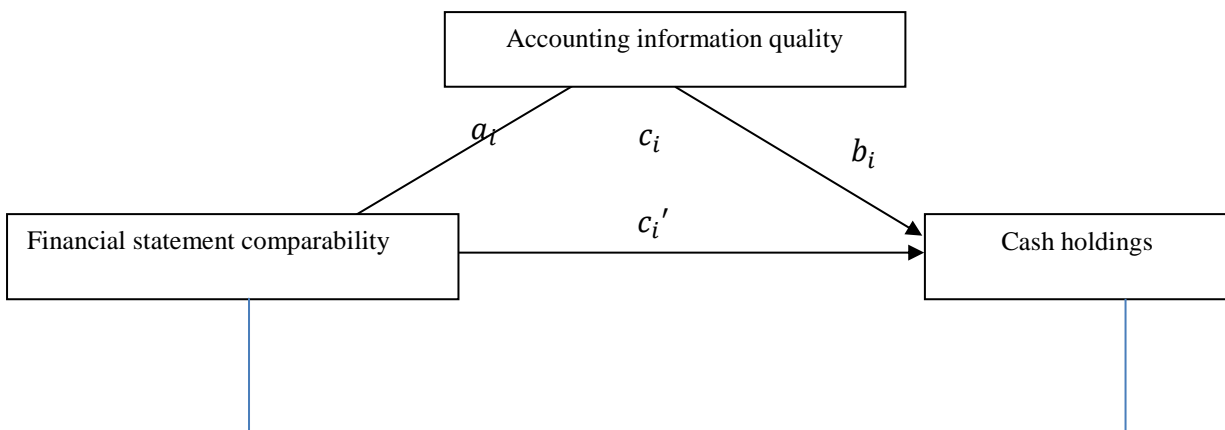 Accounting information quality
a_i
c_i
b_i
c_i′
Financial statement comparability
Cash holdings